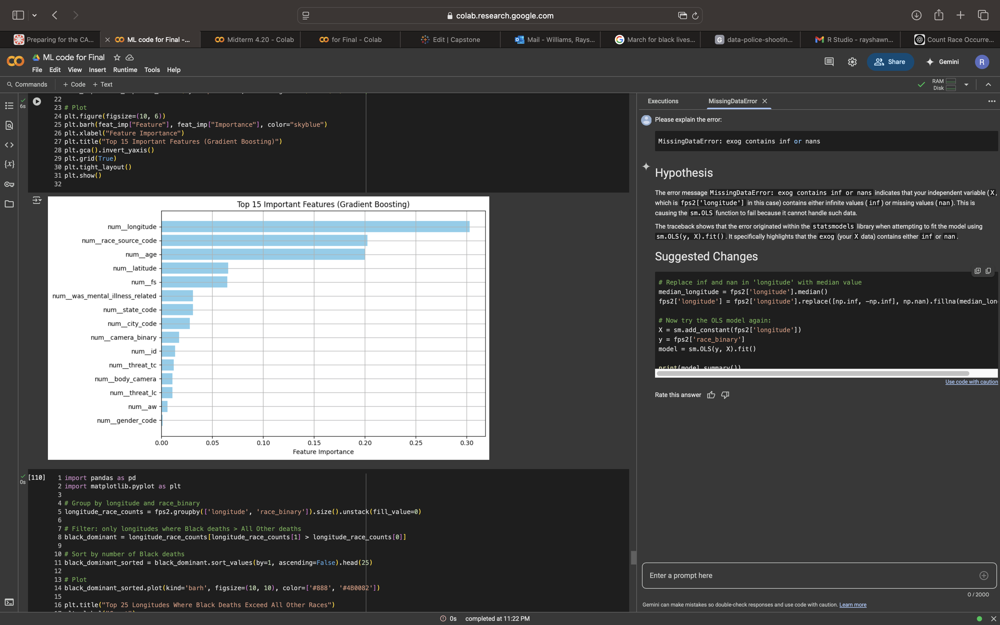 colab.research.google.com
Preparing for the CA...
ML code for Final -...
Midterm 4.20 - Colab
for Final - Colab
Edit | Capstone
Mail - Williams, Rays...
March for black lives...
data-police-shootin...
R Studio - rayshawn...
Count Race Occurre...
ML code for Final
File Edit View Insert Runtime Tools Help
Share
Gemini
R
Commands + Code + Text
RAM
Disk
6s
22
23 # Plot
24 plt.figure(figsize=(10, 6))
25 plt.barh(feat_imp["Feature"], feat_imp["Importance"], color="skyblue")
26 plt.xlabel("Feature Importance")
27 plt.title("Top 15 Important Features (Gradient Boosting)")
28 plt.gca().invert_yaxis()
29 plt.grid(True)
30 plt.tight_layout()
31 plt.show()
32
Top 15 Important Features (Gradient Boosting)
num__longitude
num__race_source_code
num__age
num__latitude
num__fs
num__was_mental_illness_related
num__state_code
num__city_code
num__camera_binary
num__id
num__threat_tc
num__body_camera
num__threat_lc
num__aw
num__gender_code
0.00 0.05 0.10 0.15 0.20 0.25 0.30
Feature Importance
0s
[110]
1 import pandas as pd
2 import matplotlib.pyplot as plt
3
4 # Group by longitude and race_binary
5 longitude_race_counts = fps2.groupby(['longitude', 'race_binary']).size().unstack(fill_value=0)
6
7 # Filter: only longitudes where Black deaths > All Other deaths
8 black_dominant = longitude_race_counts[longitude_race_counts[1] > longitude_race_counts[0]]
9
10 # Sort by number of Black deaths
11 black_dominant_sorted = black_dominant.sort_values(by=1, ascending=False).head(25)
12
13 # Plot
14 black_dominant_sorted.plot(kind='barh', figsize=(10, 10), color=['#888', '#4B0082'])
15
16 plt.title("Top 25 Longitudes Where Black Deaths Exceed All Other Races")
Executions
MissingDataError
Please explain the error:
MissingDataError: exog contains inf or nans
Hypothesis
The error message MissingDataError: exog contains inf or nans indicates that your independent variable (X,
which is fps2['longitude'] in this case) contains either infinite values (inf) or missing values (nan). This is
causing the sm.OLS function to fail because it cannot handle such data.
The traceback shows that the error originated within the statsmodels library when attempting to fit the model using
sm.OLS(y, X).fit(). It specifically highlights that the exog (your X data) contains either inf or nan.
Suggested Changes
# Replace inf and nan in 'longitude' with median value
median_longitude = fps2['longitude'].median()
fps2['longitude'] = fps2['longitude'].replace([np.inf, -np.inf], np.nan).fillna(median_lon
# Now try the OLS model again:
X = sm.add_constant(fps2['longitude'])
y = fps2['race_binary']
model = sm.OLS(y, X).fit()
print(model.summary())
Use code with caution
Rate this answer
Enter a prompt here
0 / 2000
Gemini can make mistakes so double-check responses and use code with caution. Learn more
0s completed at 11:22 PM